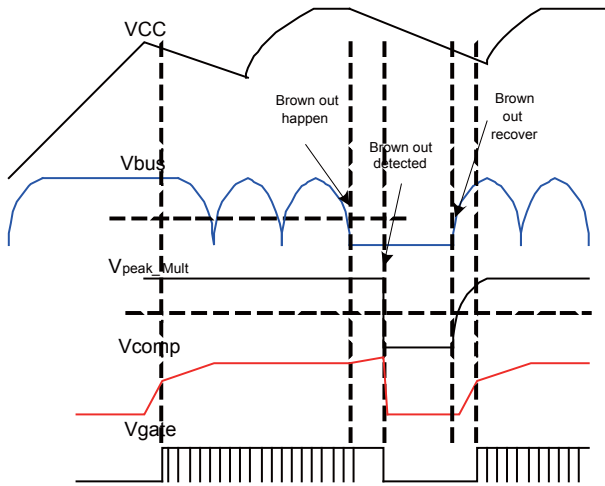 VCC
Brown out
happen
Brown
out
recover
Brown out
detected
Vbus
Vpeak_Mult
Vcomp
Vgate